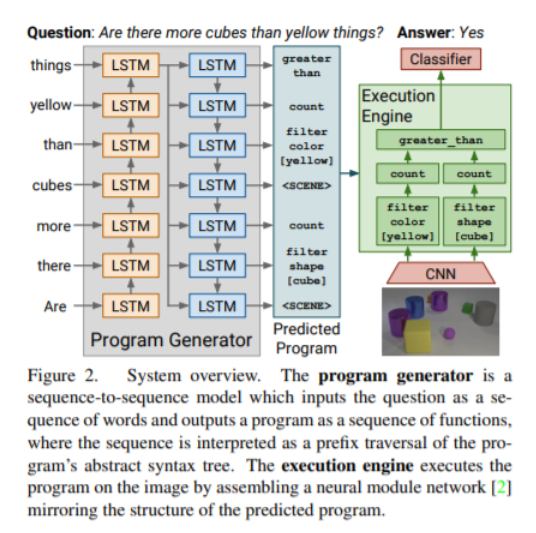 Question: Are there more cubes than yellow things? Answer: Yes
things
yellow
than
cubes
more
there
Are
LSTM
LSTM
LSTM
LSTM
LSTM
LSTM
LSTM
LSTM
LSTM
LSTM
LSTM
LSTM
LSTM
LSTM
Program Generator
greater
than
count
filter
color
[yellow]
<SCENE>
count
filter
shape
[cube]
<SCENE>
Predicted
Program
Classifier
Execution
Engine
greater_than
count
count
filter
color
[yellow]
filter
shape
[cube]
CNN
Figure 2. System overview. The program generator is a
sequence-to-sequence model which inputs the question as a se-
quence of words and outputs a program as a sequence of functions,
where the sequence is interpreted as a prefix traversal of the pro-
gram's abstract syntax tree. The execution engine executes the
program on the image by assembling a neural module network [2]
mirroring the structure of the predicted program.